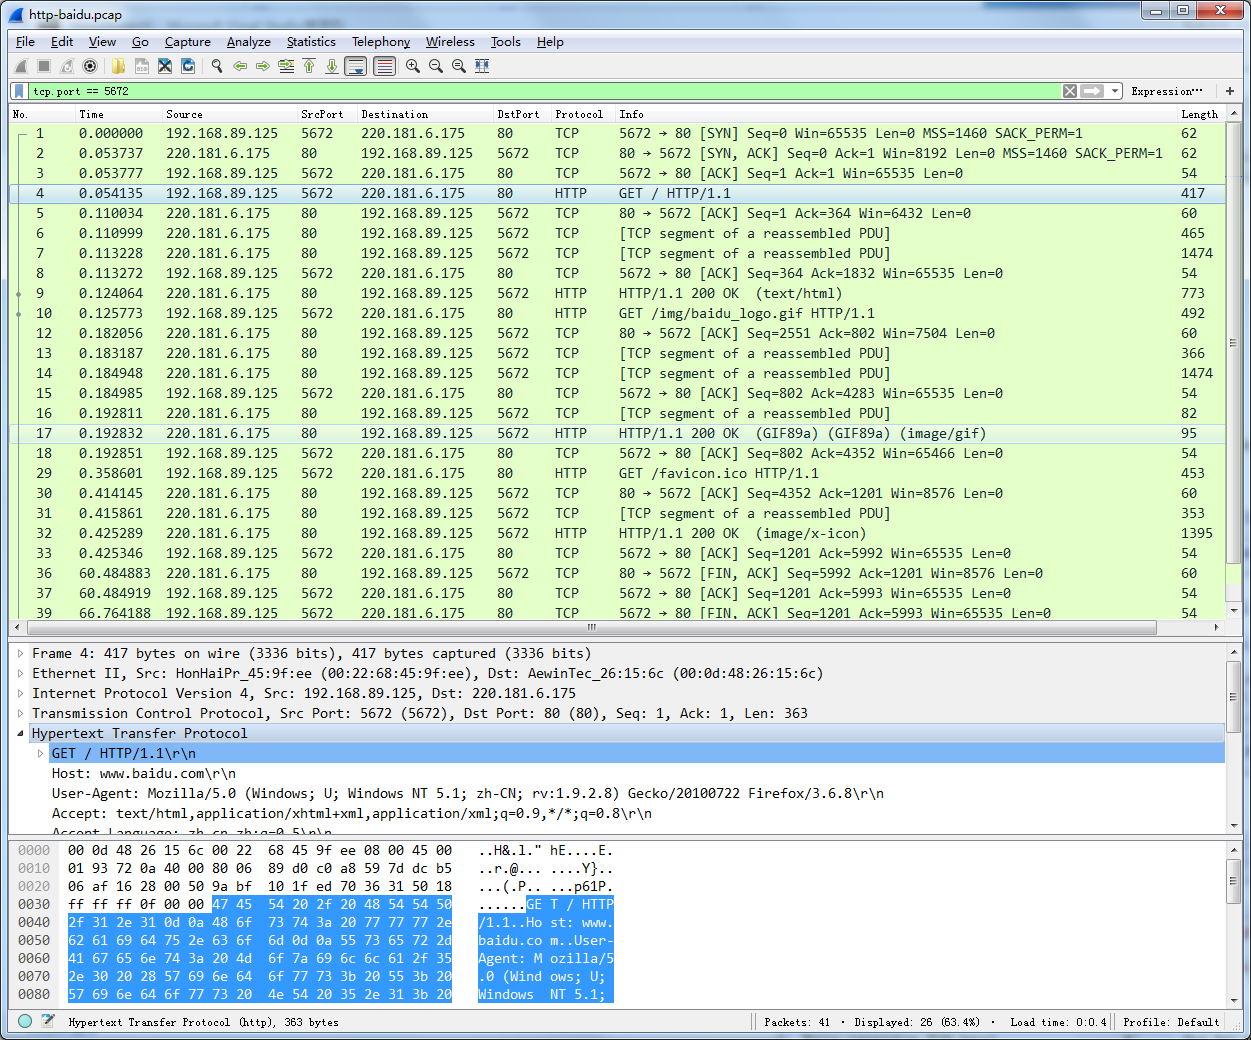 http-baidu.pcap
File Edit View Go Capture Analyze Statistics Telephony Wireless Tools Help
tcp.port == 5672 Expression… +
No. Time Source SrcPort Destination DstPort Protocol Info Length
1 0.000000 192.168.89.125 5672 220.181.6.175 80 TCP 5672 → 80 [SYN] Seq=0 Win=65535 Len=0 MSS=1460 SACK_PERM=1 62
2 0.053737 220.181.6.175 80 192.168.89.125 5672 TCP 80 → 5672 [SYN, ACK] Seq=0 Ack=1 Win=8192 Len=0 MSS=1460 SACK_PERM=1 62
3 0.053777 192.168.89.125 5672 220.181.6.175 80 TCP 5672 → 80 [ACK] Seq=1 Ack=1 Win=65535 Len=0 54
4 0.054135 192.168.89.125 5672 220.181.6.175 80 HTTP GET / HTTP/1.1 417
5 0.110034 220.181.6.175 80 192.168.89.125 5672 TCP 80 → 5672 [ACK] Seq=1 Ack=364 Win=6432 Len=0 60
6 0.110999 220.181.6.175 80 192.168.89.125 5672 TCP [TCP segment of a reassembled PDU] 465
7 0.113228 220.181.6.175 80 192.168.89.125 5672 TCP [TCP segment of a reassembled PDU] 1474
8 0.113272 192.168.89.125 5672 220.181.6.175 80 TCP 5672 → 80 [ACK] Seq=364 Ack=1832 Win=65535 Len=0 54
9 0.124064 220.181.6.175 80 192.168.89.125 5672 HTTP HTTP/1.1 200 OK (text/html) 773
10 0.125773 192.168.89.125 5672 220.181.6.175 80 HTTP GET /img/baidu_logo.gif HTTP/1.1 492
12 0.182056 220.181.6.175 80 192.168.89.125 5672 TCP 80 → 5672 [ACK] Seq=2551 Ack=802 Win=7504 Len=0 60
13 0.183187 220.181.6.175 80 192.168.89.125 5672 TCP [TCP segment of a reassembled PDU] 366
14 0.184948 220.181.6.175 80 192.168.89.125 5672 TCP [TCP segment of a reassembled PDU] 1474
15 0.184985 192.168.89.125 5672 220.181.6.175 80 TCP 5672 → 80 [ACK] Seq=802 Ack=4283 Win=65535 Len=0 54
16 0.192811 220.181.6.175 80 192.168.89.125 5672 TCP [TCP segment of a reassembled PDU] 82
17 0.192832 220.181.6.175 80 192.168.89.125 5672 HTTP HTTP/1.1 200 OK (GIF89a) (GIF89a) (image/gif) 95
18 0.192851 192.168.89.125 5672 220.181.6.175 80 TCP 5672 → 80 [ACK] Seq=802 Ack=4352 Win=65466 Len=0 54
29 0.358601 192.168.89.125 5672 220.181.6.175 80 HTTP GET /favicon.ico HTTP/1.1 453
30 0.414145 220.181.6.175 80 192.168.89.125 5672 TCP 80 → 5672 [ACK] Seq=4352 Ack=1201 Win=8576 Len=0 60
31 0.415861 220.181.6.175 80 192.168.89.125 5672 TCP [TCP segment of a reassembled PDU] 353
32 0.425289 220.181.6.175 80 192.168.89.125 5672 HTTP HTTP/1.1 200 OK (image/x-icon) 1395
33 0.425346 192.168.89.125 5672 220.181.6.175 80 TCP 5672 → 80 [ACK] Seq=1201 Ack=5992 Win=65535 Len=0 54
36 60.484883 220.181.6.175 80 192.168.89.125 5672 TCP 80 → 5672 [FIN, ACK] Seq=5992 Ack=1201 Win=8576 Len=0 60
37 60.484919 192.168.89.125 5672 220.181.6.175 80 TCP 5672 → 80 [ACK] Seq=1201 Ack=5993 Win=65535 Len=0 54
39 66.764188 192.168.89.125 5672 220.181.6.175 80 TCP 5672 → 80 [FIN, ACK] Seq=1201 Ack=5993 Win=65535 Len=0 54
Frame 4: 417 bytes on wire (3336 bits), 417 bytes captured (3336 bits)
Ethernet II, Src: HonHaiPr_45:9f:ee (00:22:68:45:9f:ee), Dst: AewinTec_26:15:6c (00:0d:48:26:15:6c)
Internet Protocol Version 4, Src: 192.168.89.125, Dst: 220.181.6.175
Transmission Control Protocol, Src Port: 5672 (5672), Dst Port: 80 (80), Seq: 1, Ack: 1, Len: 363
Hypertext Transfer Protocol
GET / HTTP/1.1\r\n
Host: www.baidu.com\r\n
User-Agent: Mozilla/5.0 (Windows; U; Windows NT 5.1; zh-CN; rv:1.9.2.8) Gecko/20100722 Firefox/3.6.8\r\n
Accept: text/html,application/xhtml+xml,application/xml;q=0.9,*/*;q=0.8\r\n
Accept-Language: zh-cn,zh;q=0.5\r\n
0000 00 0d 48 26 15 6c 00 22 68 45 9f ee 08 00 45 00 ..H&.l." hE....E.
0010 01 93 72 0a 40 00 80 06 89 d0 c0 a8 59 7d dc b5 ..r.@... ....Y}..
0020 06 af 16 28 00 50 9a bf 10 1f ed 70 36 31 50 18 ...(.P.. ...p61P.
0030 ff ff ff 0f 00 00 47 45 54 20 2f 20 48 54 54 50 ......GE T / HTTP
0040 2f 31 2e 31 0d 0a 48 6f 73 74 3a 20 77 77 77 2e /1.1..Ho st: www.
0050 62 61 69 64 75 2e 63 6f 6d 0d 0a 55 73 65 72 2d baidu.co m..User-
0060 41 67 65 6e 74 3a 20 4d 6f 7a 69 6c 6c 61 2f 35 Agent: M ozilla/5
0070 2e 30 20 28 57 69 6e 64 6f 77 73 3b 20 55 3b 20 .0 (Wind ows; U;
0080 57 69 6e 64 6f 77 73 20 4e 54 20 35 2e 31 3b 20 Windows NT 5.1;
Hypertext Transfer Protocol (http), 363 bytes Packets: 41 · Displayed: 26 (63.4%) · Load time: 0:0.4 Profile: Default